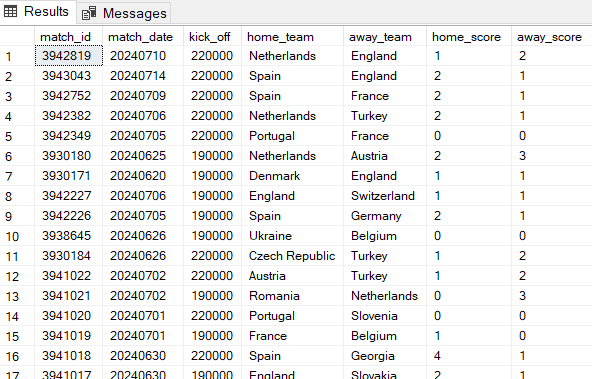 Results Messages
match_id match_date kick_off home_team away_team home_score away_score
1 3942819 20240710 220000 Netherlands England 1 2
2 3943043 20240714 220000 Spain England 2 1
3 3942752 20240709 220000 Spain France 2 1
4 3942382 20240706 220000 Netherlands Turkey 2 1
5 3942349 20240705 220000 Portugal France 0 0
6 3930180 20240625 190000 Netherlands Austria 2 3
7 3930171 20240620 190000 Denmark England 1 1
8 3942227 20240706 190000 England Switzerland 1 1
9 3942226 20240705 190000 Spain Germany 2 1
10 3938645 20240626 190000 Ukraine Belgium 0 0
11 3930184 20240626 220000 Czech Republic Turkey 1 2
12 3941022 20240702 220000 Austria Turkey 1 2
13 3941021 20240702 190000 Romania Netherlands 0 3
14 3941020 20240701 220000 Portugal Slovenia 0 0
15 3941019 20240701 190000 France Belgium 1 0
16 3941018 20240630 220000 Spain Georgia 4 1
17 3941017 20240630 190000 England Slovakia 2 1